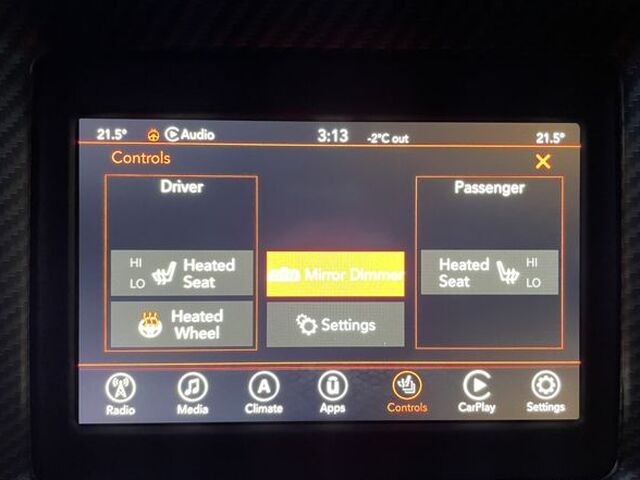 21.5° Audio 3:13 -2°C out 21.5°
Controls
Driver
Passenger
HI
LO
Heated
Seat
Mirror Dimmer
Heated
Seat
HI
LO
Heated
Wheel
Settings
Radio Media Climate Apps Controls CarPlay Settings